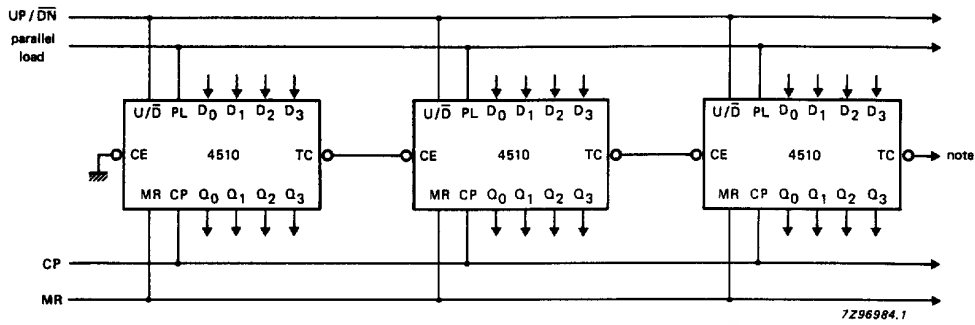 UP/DN̅
parallel
load
U/D̅ PL D0 D1 D2 D3 U/D̅ PL D0 D1 D2 D3 U/D̅ PL D0 D1 D2 D3
CE 4510 TC CE 4510 TC CE 4510 TC note
MR CP Q0 Q1 Q2 Q3 MR CP Q0 Q1 Q2 Q3 MR CP Q0 Q1 Q2 Q3
CP
MR
7Z96984.1